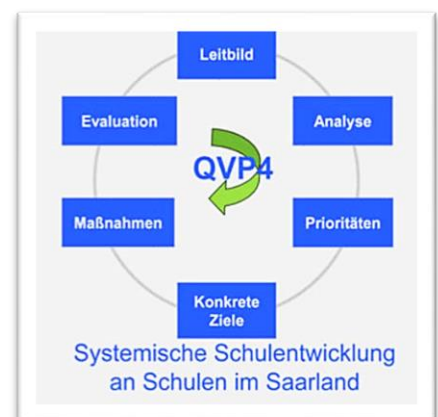 Leitbild
Evaluation
Analyse
QVP4
Maßnahmen
Prioritäten
Konkrete
Ziele
Systemische Schulentwicklung
an Schulen im Saarland